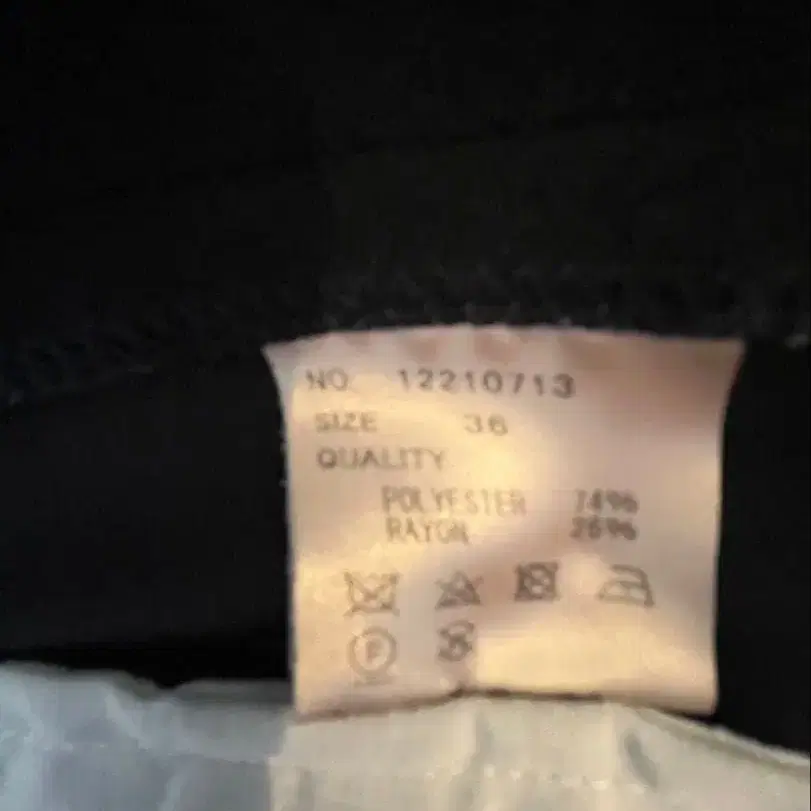 NO. 12210713
SIZE 36
QUALITY
POLYESTER 74%
RAYON 26%
F